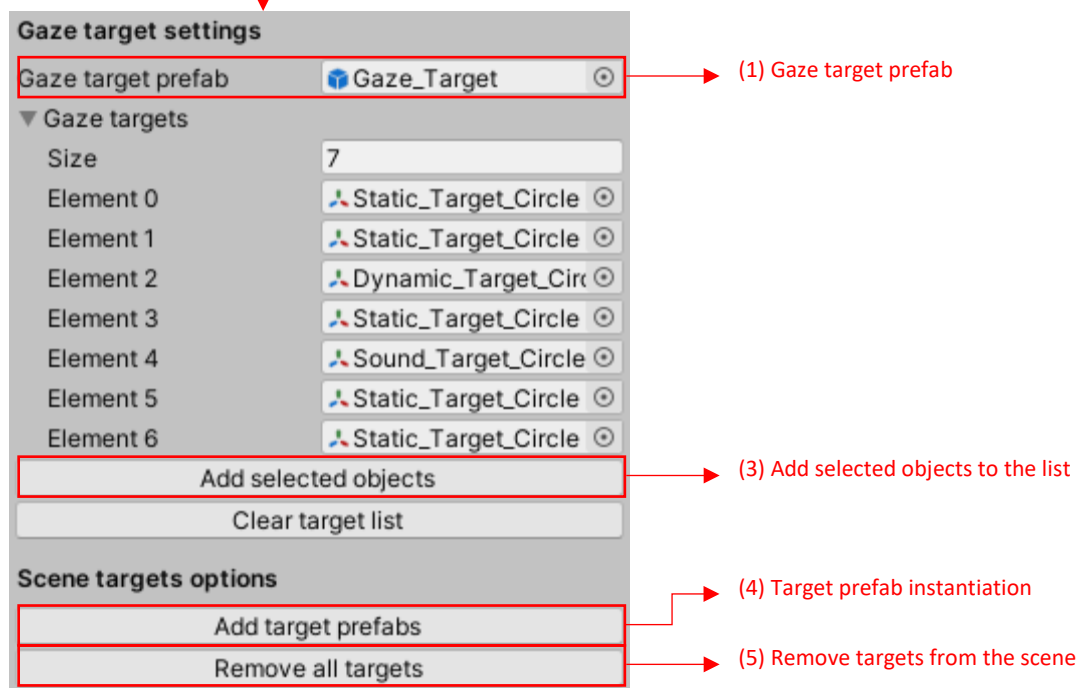 Gaze target settings
Gaze target prefab Gaze_Target (1) Gaze target prefab
Gaze targets
Size 7
Element 0 Static_Target_Circle
Element 1 Static_Target_Circle
Element 2 Dynamic_Target_Circ
Element 3 Static_Target_Circle
Element 4 Sound_Target_Circle
Element 5 Static_Target_Circle
Element 6 Static_Target_Circle
Add selected objects (3) Add selected objects to the list
Clear target list
Scene targets options
(4) Target prefab instantiation
Add target prefabs
Remove all targets (5) Remove targets from the scene